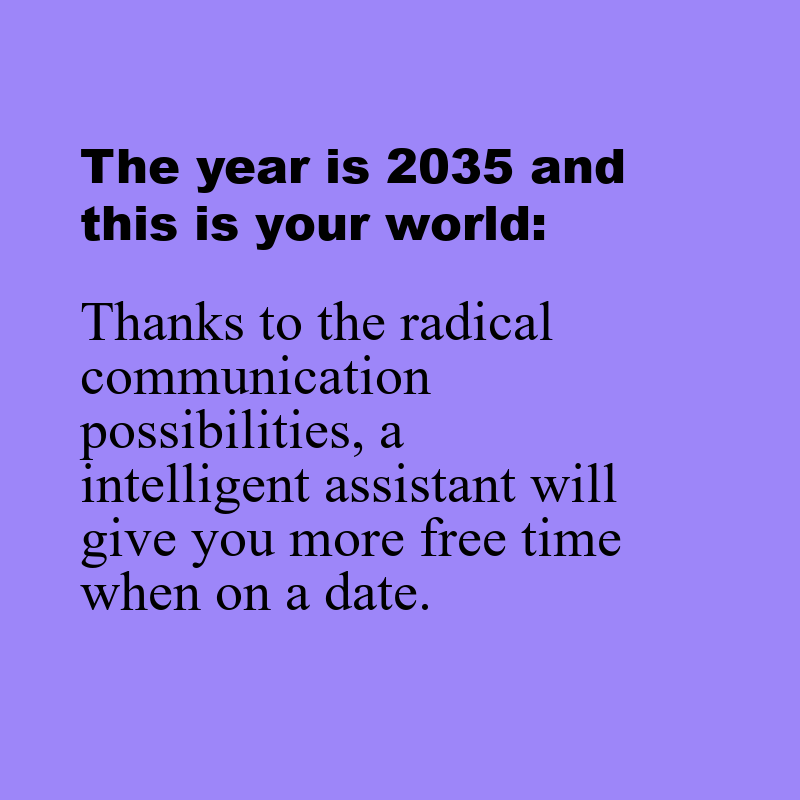 The year is 2035 and
this is your world:
Thanks to the radical
communication
possibilities, a
intelligent assistant will
give you more free time
when on a date.